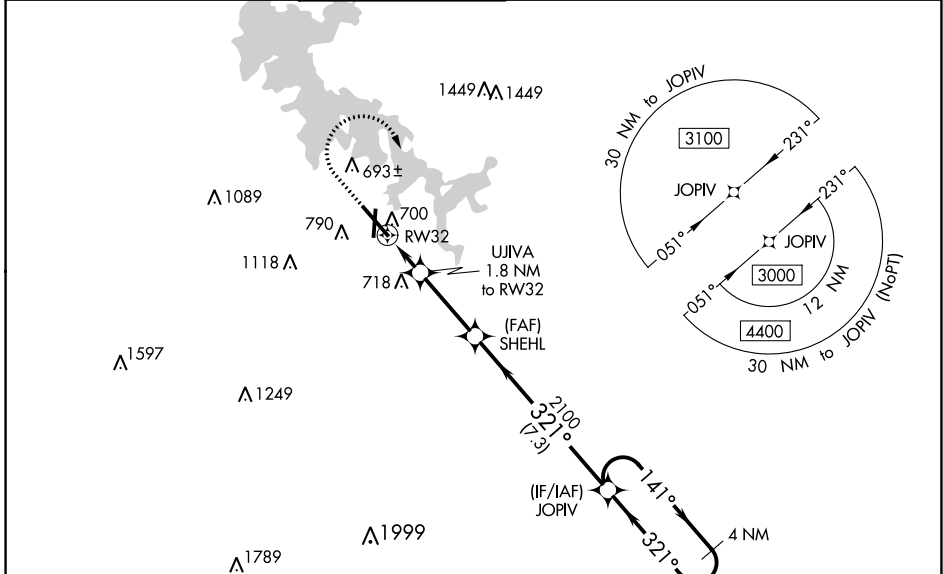 1449
1449
30 NM to JOPIV
3100
231°
JOPIV
051°
693±
1089
790
700
RW32
1118
718
UJIVA
1.8 NM
to RW32
231°
JOPIV
3000
051°
12 NM
4400
30 NM to JOPIV (NoPT)
(FAF)
SHEHL
1597
1249
2100
321°
(7.3)
(IF/IAF)
JOPIV
141°
321°
4 NM
1999
1789